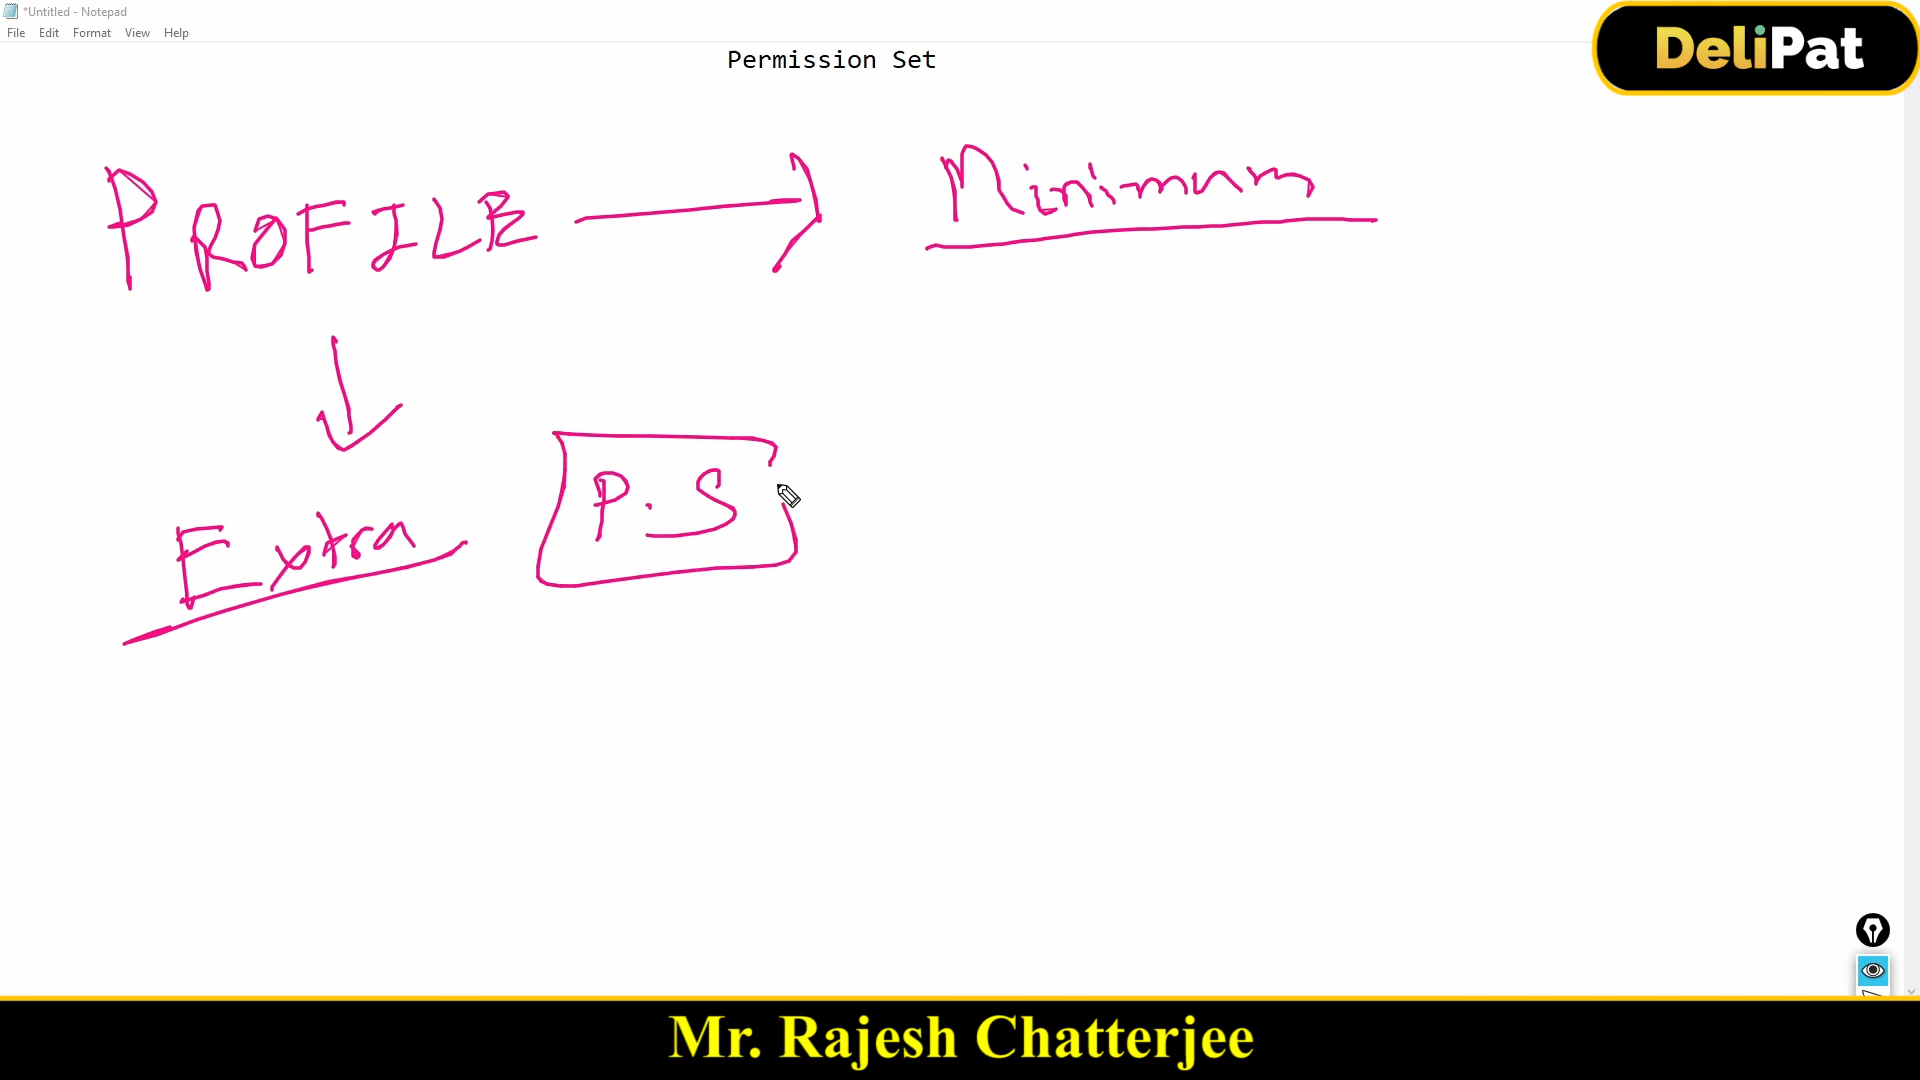 *Untitled - Notepad
File Edit Format View Help
DeliPat
Permission Set
PROFILE Minimum
P.S
Extra
Mr. Rajesh Chatterjee